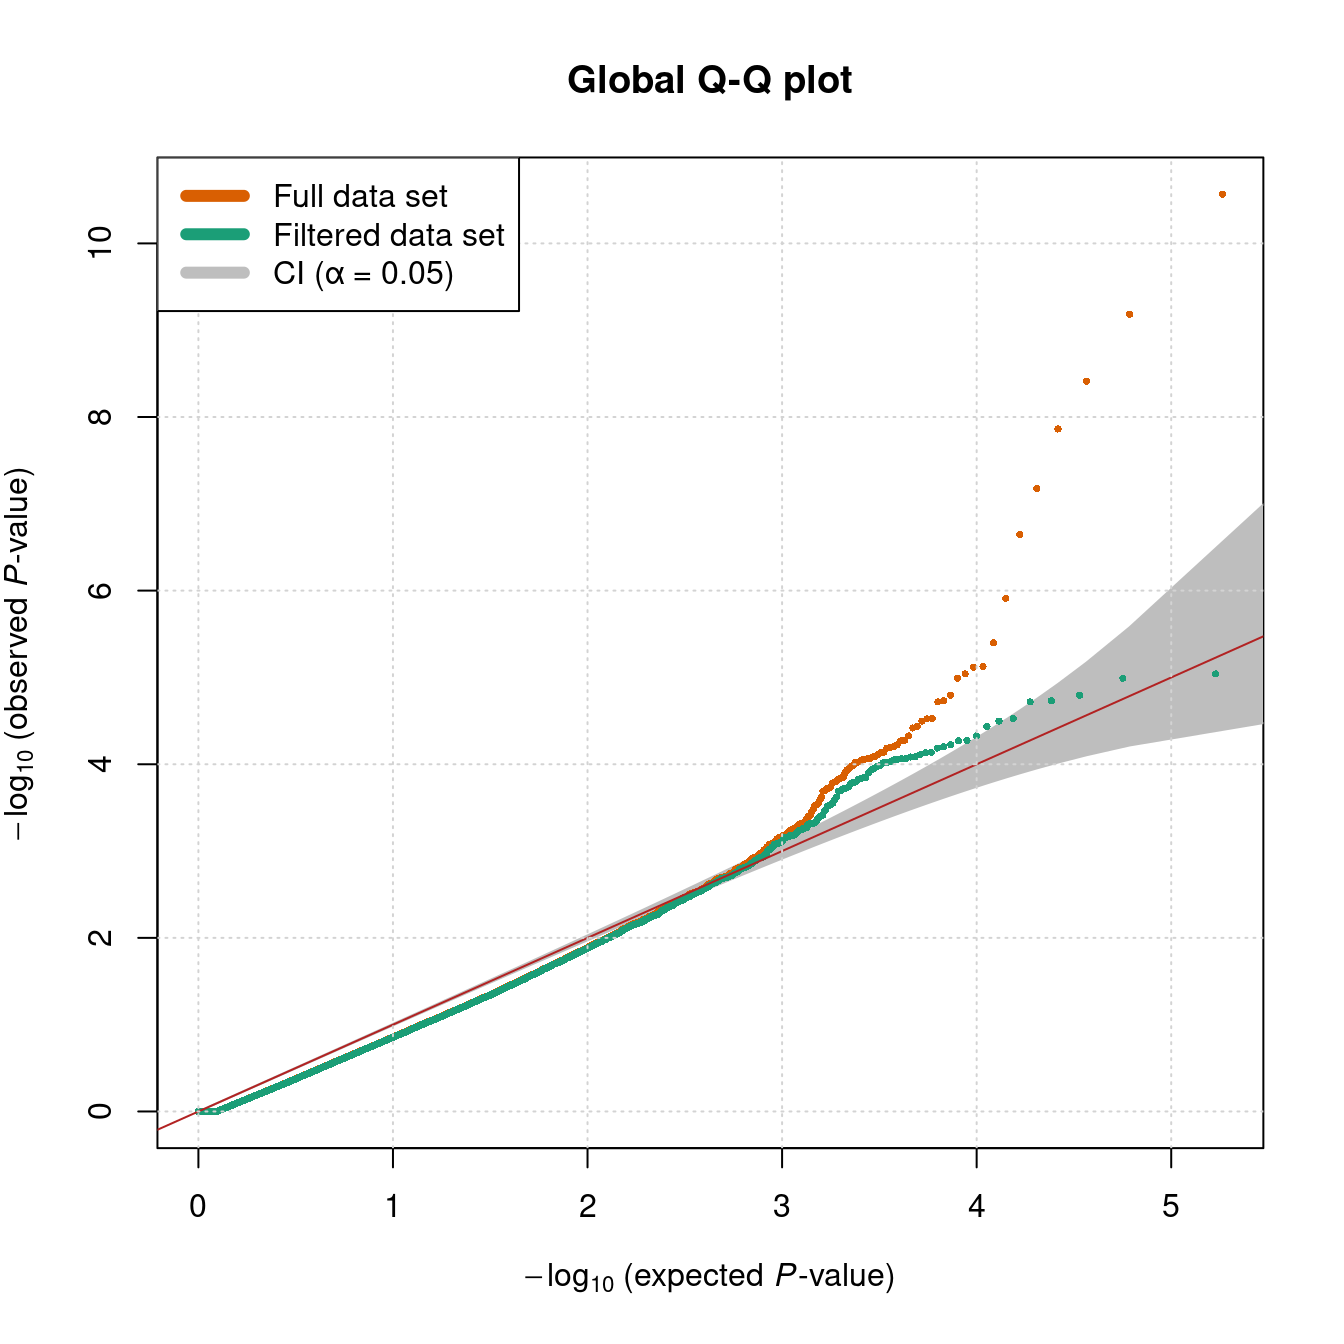 Global Q-Q plot
Full data set
Filtered data set
CI (α = 0.05)
10
8
6
4
2
0
−log₁₀ (observed P-value)
0 1 2 3 4 5
−log₁₀ (expected P-value)